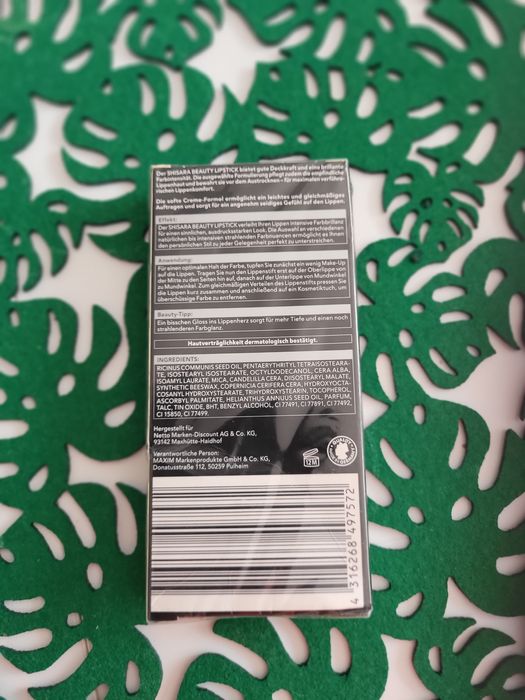 Der SHISARA BEAUTY LIPSTICK bietet gute Deckkraft und eine brillante
Farbintensität. Die ausgewählte Formulierung pflegt zudem die empfindliche
Lippenhaut und bewahrt sie vor dem Austrocknen – für maximalen verführe-
rischen Lippenkomfort.
Die softe Creme-Formel ermöglicht ein leichtes und gleichmäßiges
Auftragen und sorgt für ein angenehm seidiges Gefühl auf den Lippen.
Effekt:
Der SHISARA BEAUTY LIPSTICK verleiht Ihren Lippen intensive Farbbrillanz
für einen sinnlichen, ausdrucksstarken Look. Die Auswahl an verschiedenen
natürlichen bis intensiven strahlenden Farbnuancen ermöglicht es Ihnen
den persönlichen Stil zu jeder Gelegenheit perfekt zu unterstreichen.
Anwendung:
Für einen optimalen Halt der Farbe, tupfen Sie zunächst ein wenig Make-Up
auf die Lippen. Tragen Sie nun den Lippenstift erst auf der Oberlippe von
der Mitte zu den Seiten hin auf, danach auf der Unterlippe von Mundwinkel
zu Mundwinkel. Zum gleichmäßigen Verteilen des Lippenstiftes pressen Sie
die Lippen kurz zusammen und anschließend auf ein Kosmetiktuch, um
überschüssige Farbe zu entfernen.
Beauty-Tipp:
Ein bisschen Gloss ins Lippenherz sorgt für mehr Tiefe und einen noch
strahlenderen Farbglanz.
Hautverträglichkeit dermatologisch bestätigt.
INGREDIENTS:
RICINUS COMMUNIS SEED OIL, PENTAERYTHRITYL TETRAISOSTEARA-
TE, ISOSTEARYL ISOSTEARATE, OCTYLDODECANOL, CERA ALBA,
ISOAMYL LAURATE, MICA, CANDELILLA CERA, DIISOSTEARYL MALATE,
SYNTHETIC BEESWAX, COPERNICIA CERIFERA CERA, HYDROXYOCTA-
COSANYL HYDROXYSTEARATE, TRIHYDROXYSTEARIN, TOCOPHEROL,
ASCORBYL PALMITATE, HELIANTHUS ANNUUS SEED OIL, PARFUM,
TALC, TIN OXIDE, BHT, BENZYL ALCOHOL, CI 77491, CI 77891, CI 77492,
CI 15850, CI 77499.
Hergestellt für
Netto Marken-Discount AG & Co. KG,
93142 Maxhütte-Haidhof
Verantwortliche Person:
MAXIM Markenprodukte GmbH & Co. KG,
Donatusstraße 112, 50259 Pulheim
12M
QUALITY
4 316268 497572